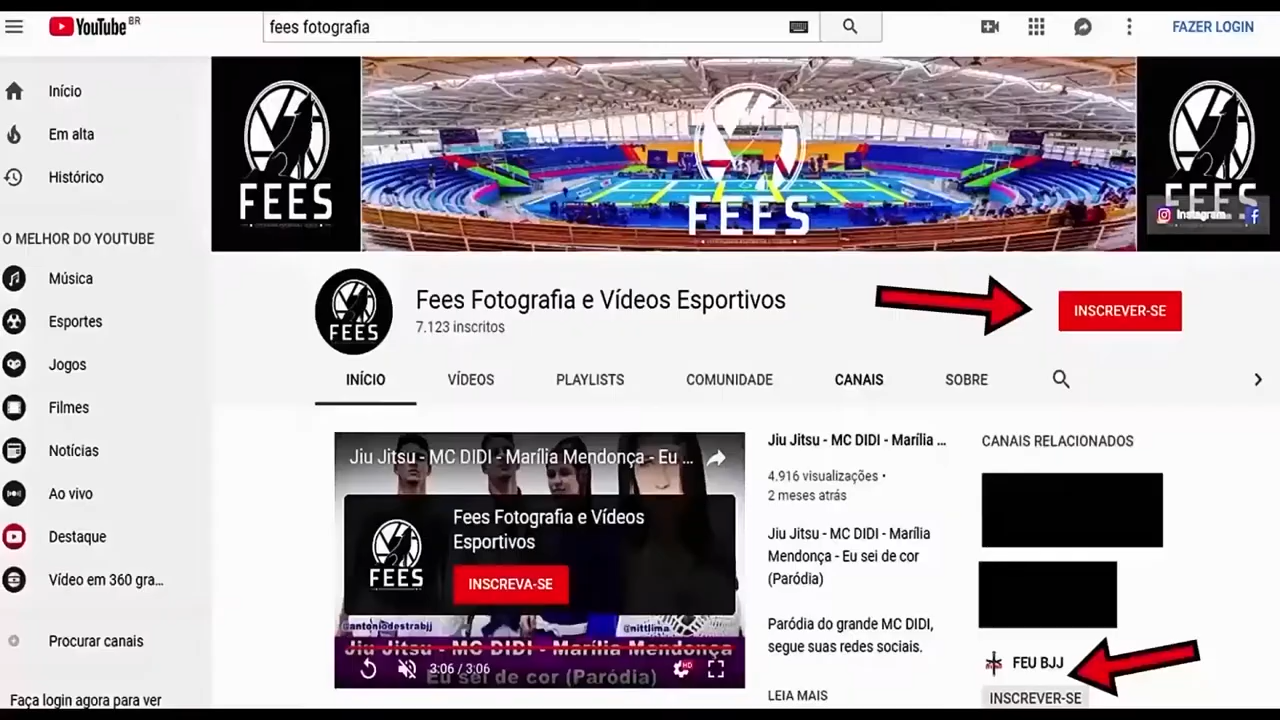 YouTube BR
fees fotografia
FAZER LOGIN
Início
Em alta
Histórico
O MELHOR DO YOUTUBE
Música
Esportes
Jogos
Filmes
Notícias
Ao vivo
Destaque
Vídeo em 360 gra...
Procurar canais
Faça login agora para ver
FEES
FEES
FEES
Instagram
FEES
Fees Fotografia e Vídeos Esportivos
7.123 inscritos
INSCREVER-SE
INÍCIO
VÍDEOS
PLAYLISTS
COMUNIDADE
CANAIS
SOBRE
Jiu Jitsu - MC DIDI - Marília Mendonça - Eu ...
Fees Fotografia e Vídeos
Esportivos
FEES
INSCREVA-SE
@antoniodestrabjj
@nittlima
Jiu Jitsu - MC DIDI - Marília Mendonça
3:06 / 3:06
HD
Eu sei de cor (Paródia)
Jiu Jitsu - MC DIDI - Marília ...
4.916 visualizações •
2 meses atrás
Jiu Jitsu - MC DIDI - Marília
Mendonça - Eu sei de cor
(Paródia)
Paródia do grande MC DIDI,
segue suas redes sociais.
LEIA MAIS
CANAIS RELACIONADOS
FEU BJJ
INSCREVER-SE